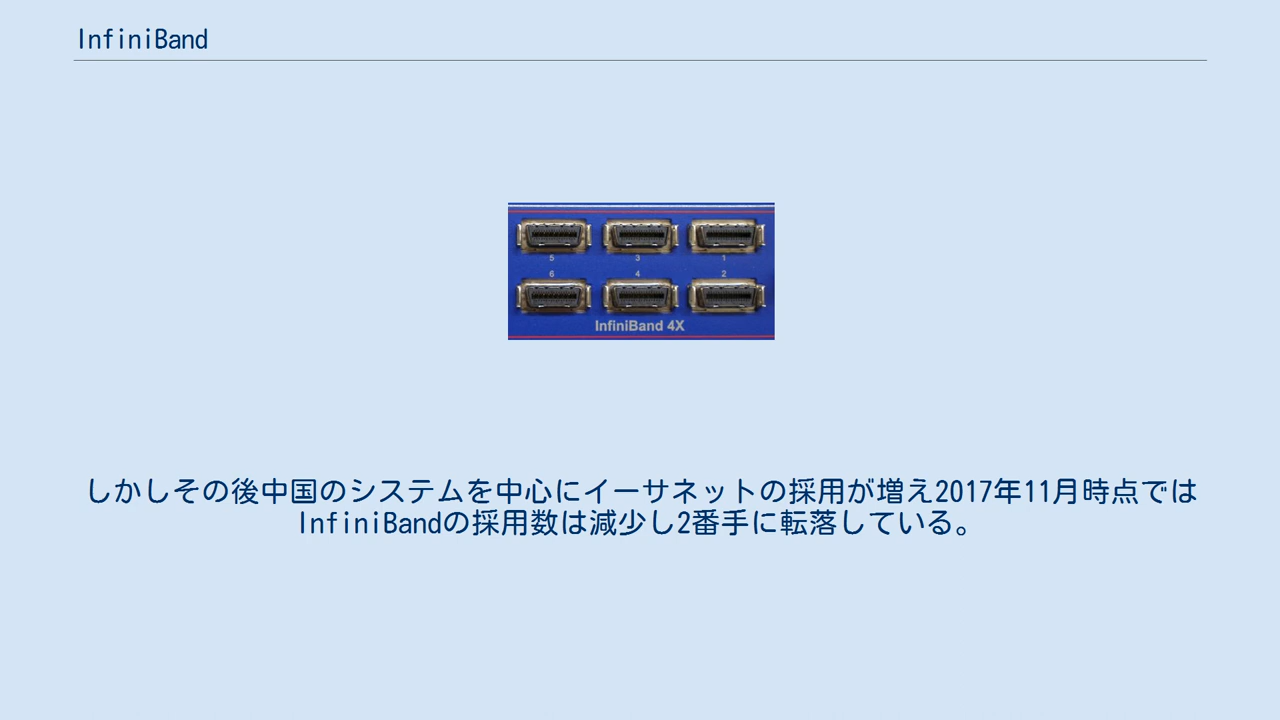 InfiniBand
5 3 1
6 4 2
InfiniBand 4X
しかしその後中国のシステムを中心にイーサネットの採用が増え2017年11月時点では
InfiniBandの採用数は減少し2番手に転落している。